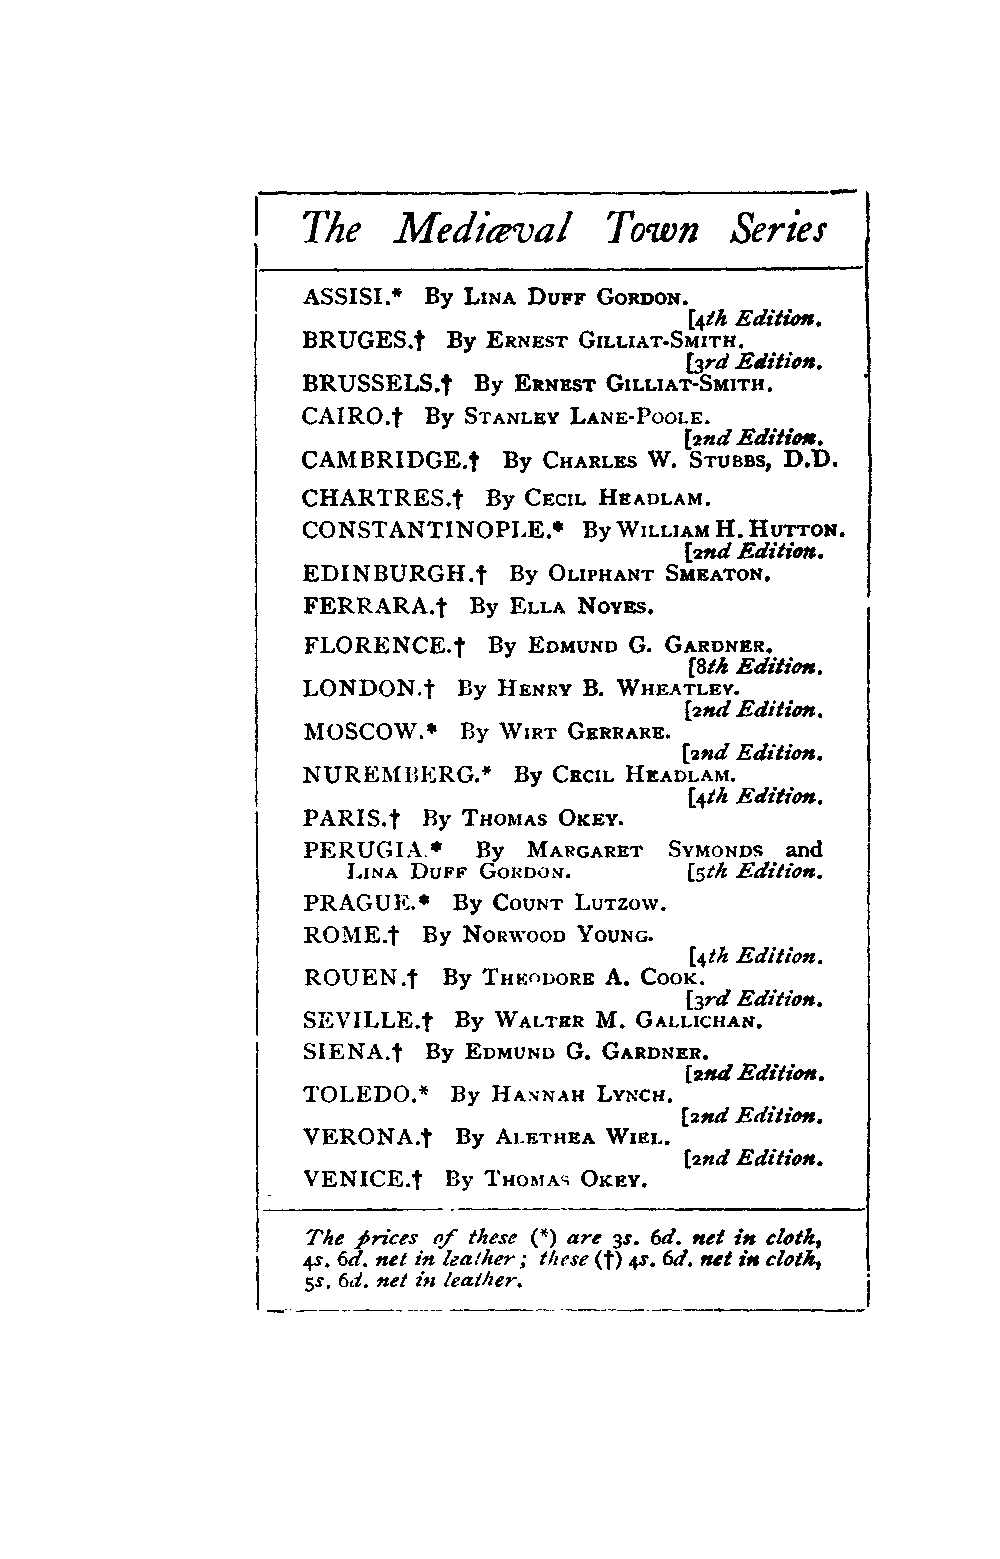 The Mediæval Town Series
ASSISI.* By LINA DUFF GORDON.
[4th Edition.
BRUGES.† By ERNEST GILLIAT-SMITH.
[3rd Edition.
BRUSSELS.† By ERNEST GILLIAT-SMITH.
CAIRO.† By STANLEY LANE-POOLE.
[2nd Edition.
CAMBRIDGE.† By CHARLES W. STUBBS, D.D.
CHARTRES.† By CECIL HEADLAM.
CONSTANTINOPLE.* By WILLIAM H. HUTTON.
[2nd Edition.
EDINBURGH.† By OLIPHANT SMEATON.
FERRARA.† By ELLA NOYES.
FLORENCE.† By EDMUND G. GARDNER.
[8th Edition.
LONDON.† By HENRY B. WHEATLEY.
[2nd Edition.
MOSCOW.* By WIRT GERRARE.
[2nd Edition.
NUREMBERG.* By CECIL HEADLAM.
[4th Edition.
PARIS.† By THOMAS OKEY.
PERUGIA.* By MARGARET SYMONDS and
LINA DUFF GORDON. [5th Edition.
PRAGUE.* By COUNT LUTZOW.
ROME.† By NORWOOD YOUNG.
[4th Edition.
ROUEN.† By THEODORE A. COOK.
[3rd Edition.
SEVILLE.† By WALTER M. GALLICHAN.
SIENA.† By EDMUND G. GARDNER.
[2nd Edition.
TOLEDO.* By HANNAH LYNCH.
[2nd Edition.
VERONA.† By ALETHEA WIEL.
[2nd Edition.
VENICE.† By THOMAS OKEY.
The prices of these (*) are 3s. 6d. net in cloth,
4s. 6d. net in leather; these (†) 4s. 6d. net in cloth,
5s. 6d. net in leather.